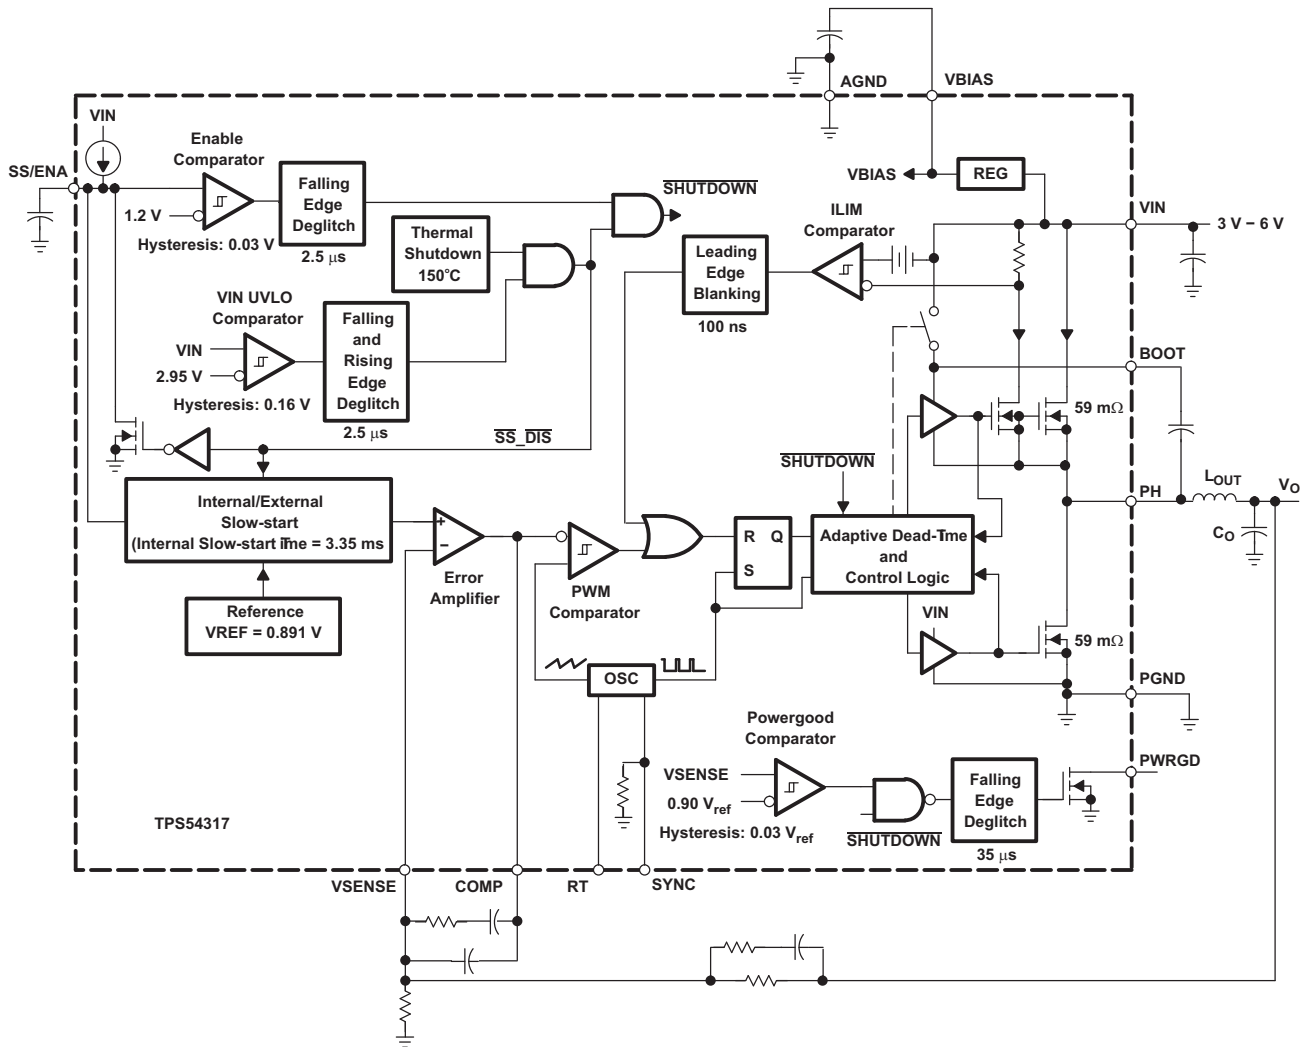 AGND
VBIAS
VIN
SS/ENA
Enable
Comparator
1.2 V
Hysteresis: 0.03 V
Falling
Edge
Deglitch
2.5 μs
SHUTDOWN
VBIAS
REG
VIN
3 V – 6 V
ILIM
Comparator
Thermal
Shutdown
150°C
Leading
Edge
Blanking
100 ns
VIN UVLO
Comparator
VIN
2.95 V
Hysteresis: 0.16 V
Falling
and
Rising
Edge
Deglitch
2.5 μs
BOOT
59 mΩ
SS_DIS
SHUTDOWN
PH
LOUT
VO
CO
Internal/External
Slow-start
(Internal Slow-start Time = 3.35 ms
Reference
VREF = 0.891 V
+
−
Error
Amplifier
PWM
Comparator
R Q
S
Adaptive Dead-Time
and
Control Logic
VIN
59 mΩ
OSC
PGND
Powergood
Comparator
VSENSE
0.90 Vref
Hysteresis: 0.03 Vref
SHUTDOWN
Falling
Edge
Deglitch
35 μs
PWRGD
TPS54317
VSENSE
COMP
RT
SYNC